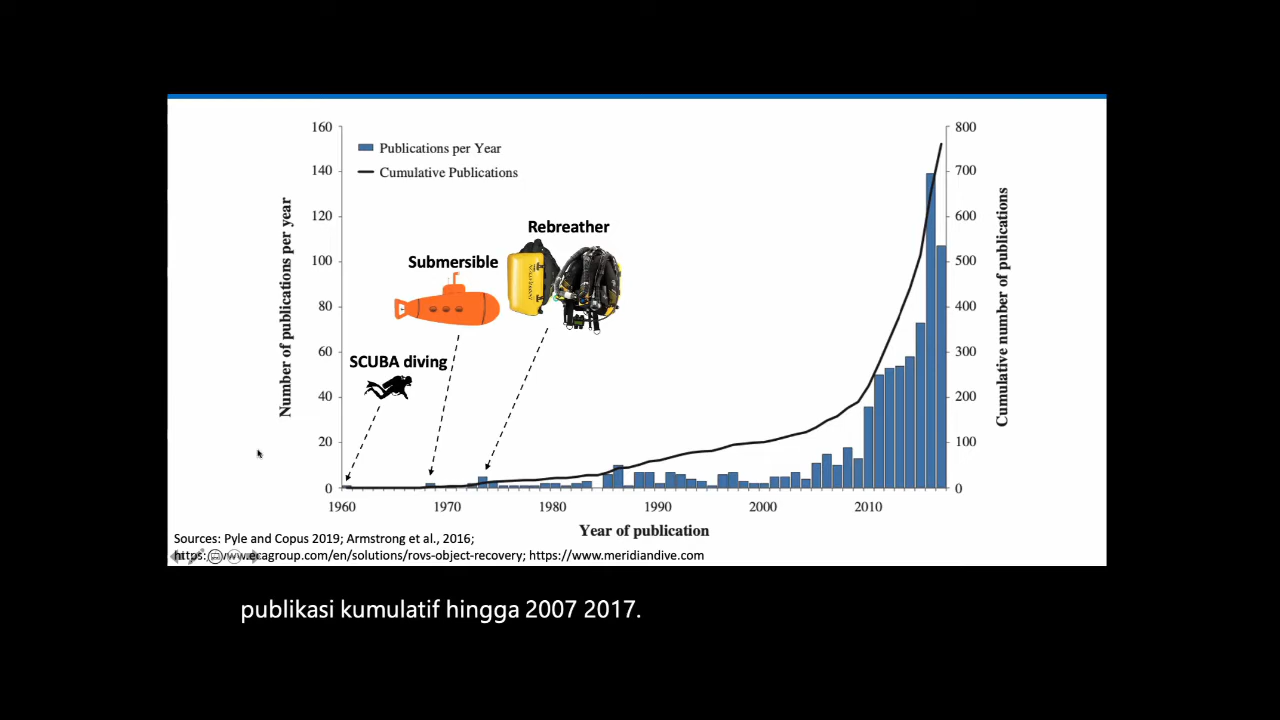 160
140
120
100
80
60
40
20
0
Number of publications per year
Publications per Year
Cumulative Publications
Rebreather
Submersible
SCUBA diving
800
700
600
500
400
300
200
100
0
Cumulative number of publications
1960 1970 1980 1990 2000 2010
Year of publication
Sources: Pyle and Copus 2019; Armstrong et al., 2016;
https://www.ecagroup.com/en/solutions/rovs-object-recovery; https://www.meridiandive.com
publikasi kumulatif hingga 2007 2017.